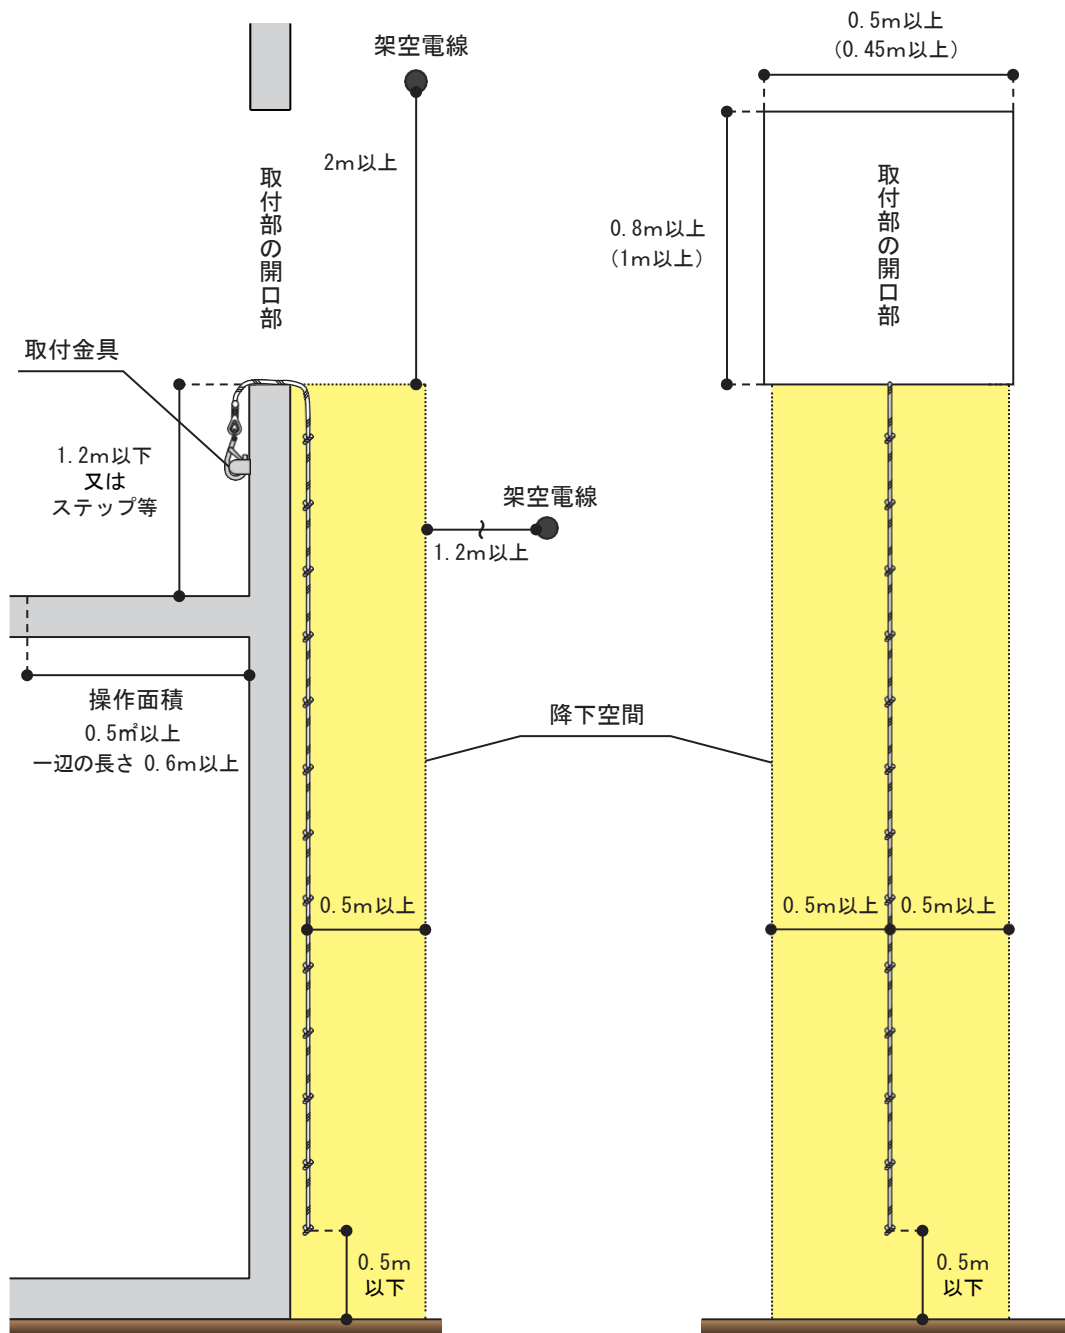 架空電線
2m以上
取付部の開口部
取付金具
1.2m以下
又は
ステップ等
架空電線
1.2m以上
操作面積
0.5㎡以上
一辺の長さ 0.6m以上
降下空間
0.5m以上
0.5m
以下
0.5m以上
(0.45m以上)
0.8m以上
(1m以上)
取付部の開口部
0.5m以上
0.5m以上
0.5m
以下